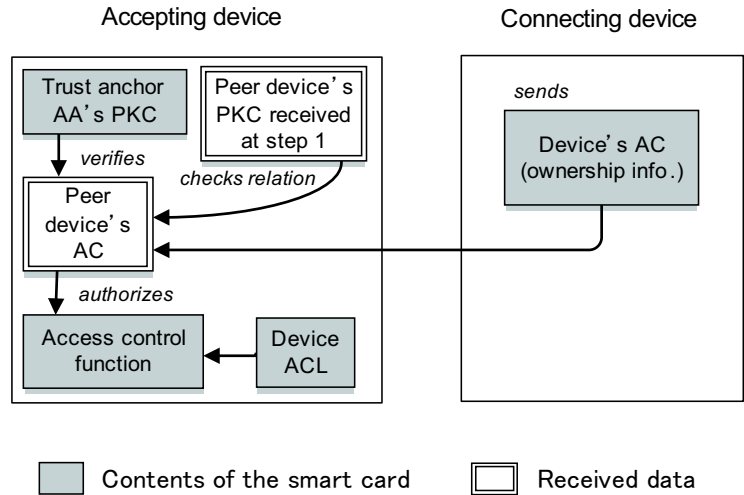 Accepting device
Connecting device
Trust anchor
AA's PKC
Peer device's
PKC received
at step 1
sends
Device's AC
(ownership info.)
verifies
checks relation
Peer
device's
AC
authorizes
Access control
function
Device
ACL
Contents of the smart card
Received data